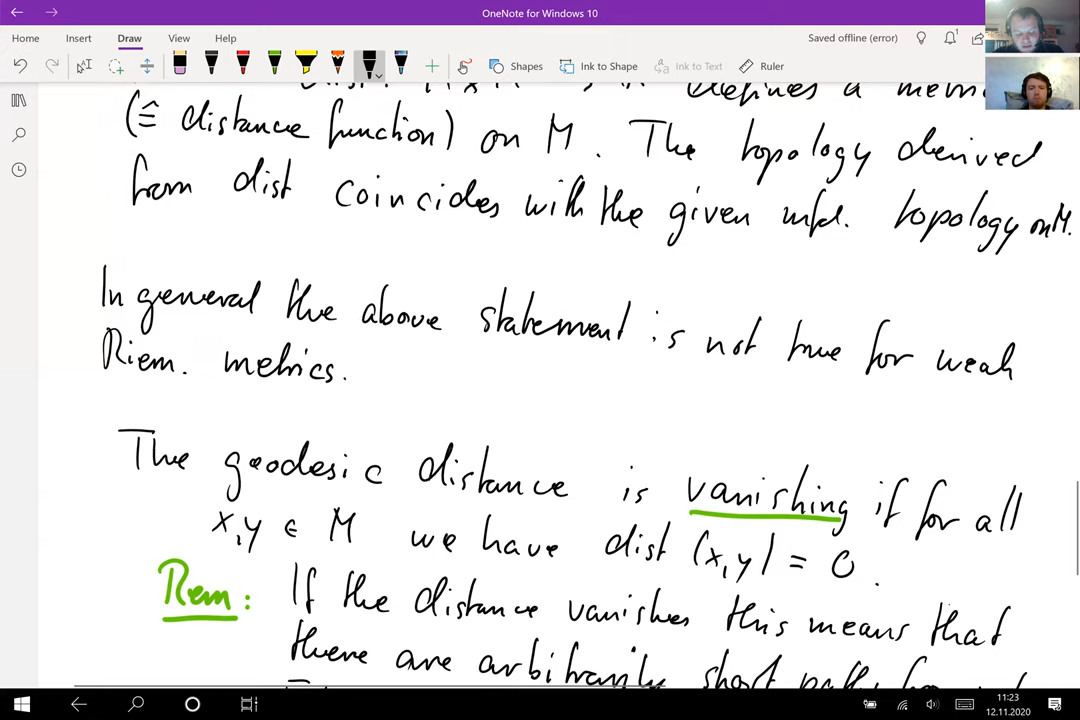 OneNote for Windows 10
Home Insert Draw View Help
Saved offline (error)
Shapes Ink to Shape Ink to Text Ruler
defines a
(≙ distance function) on M. The topology derived
from dist coincides with the given mfd. topology on M.
In general the above statement is not true for weak
Riem. metrics.
The geodesic distance is vanishing if for all
x,y ∈ M we have dist (x,y) = 0.
Rem: If the distance vanishes this means that
there are arbitrarily short
11:23
12.11.2020